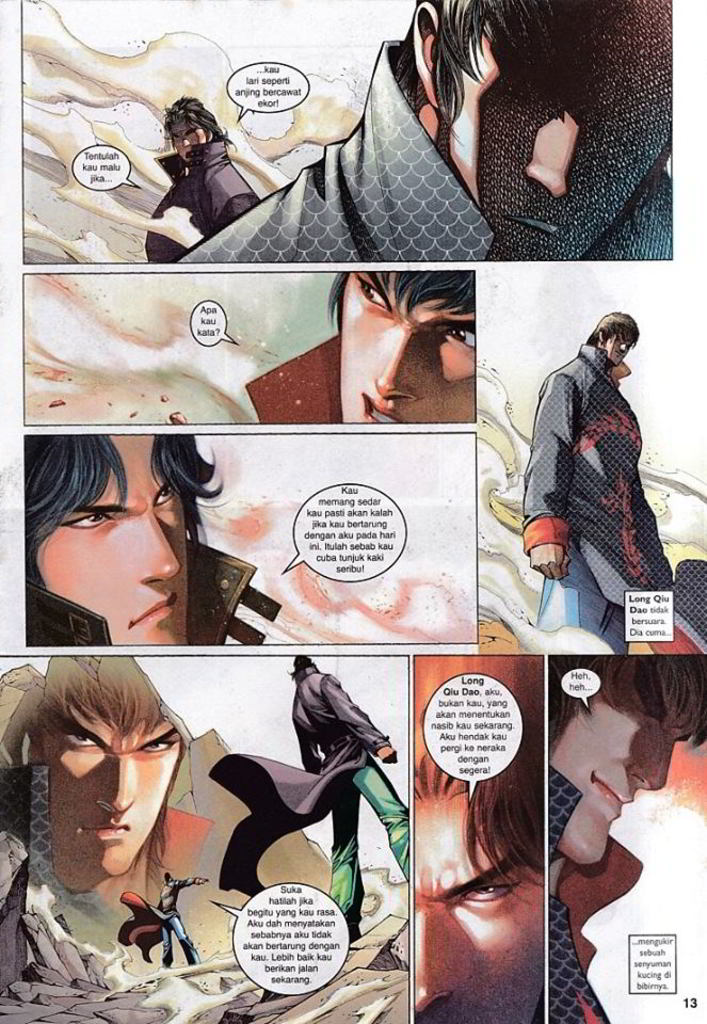 ...kau
lari seperti
anjing bercawat
ekor!
Tentulah
kau malu
jika...
Apa
kau
kata?
Kau
memang sedar
kau pasti akan kalah
jika kau bertarung
dengan aku pada hari
ini. Itulah sebab kau
cuba tunjuk kaki
seribu!
Long Qiu
Dao tidak
bersuara.
Dia cuma...
Suka
hatilah jika
begitu yang kau rasa.
Aku dah menyatakan
sebabnya aku tidak
akan bertarung dengan
kau. Lebih baik kau
berikan jalan
sekarang.
Long
Qiu Dao, aku,
bukan kau, yang
akan menentukan
nasib kau sekarang.
Aku hendak kau
pergi ke neraka
dengan
segera!
Heh,
heh...
...mengukir
sebuah
senyuman
kucing di
bibirnya.
13